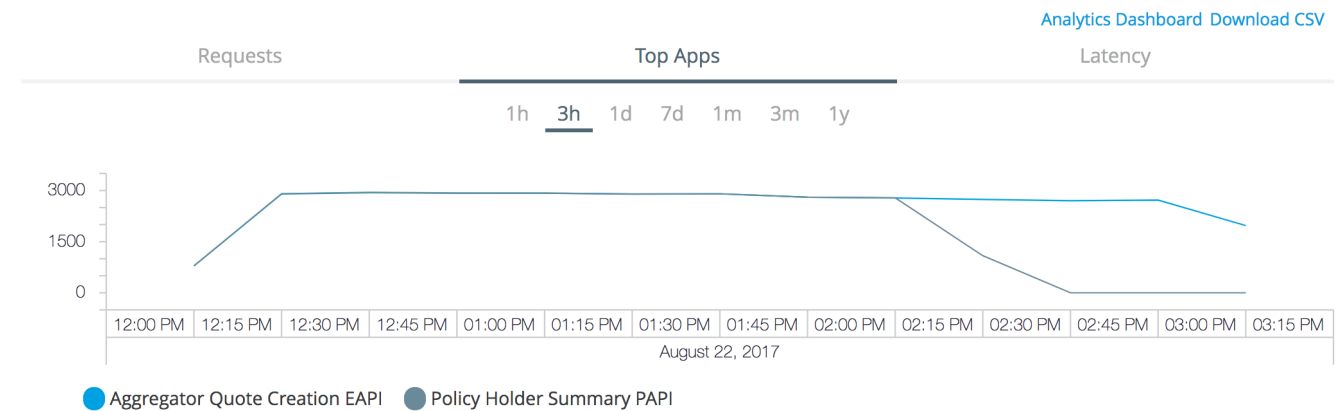 Analytics Dashboard Download CSV
Requests Top Apps Latency
1h 3h 1d 7d 1m 3m 1y
3000
1500
0
12:00 PM 12:15 PM 12:30 PM 12:45 PM 01:00 PM 01:15 PM 01:30 PM 01:45 PM 02:00 PM 02:15 PM 02:30 PM 02:45 PM 03:00 PM 03:15 PM
August 22, 2017
Aggregator Quote Creation EAPI Policy Holder Summary PAPI